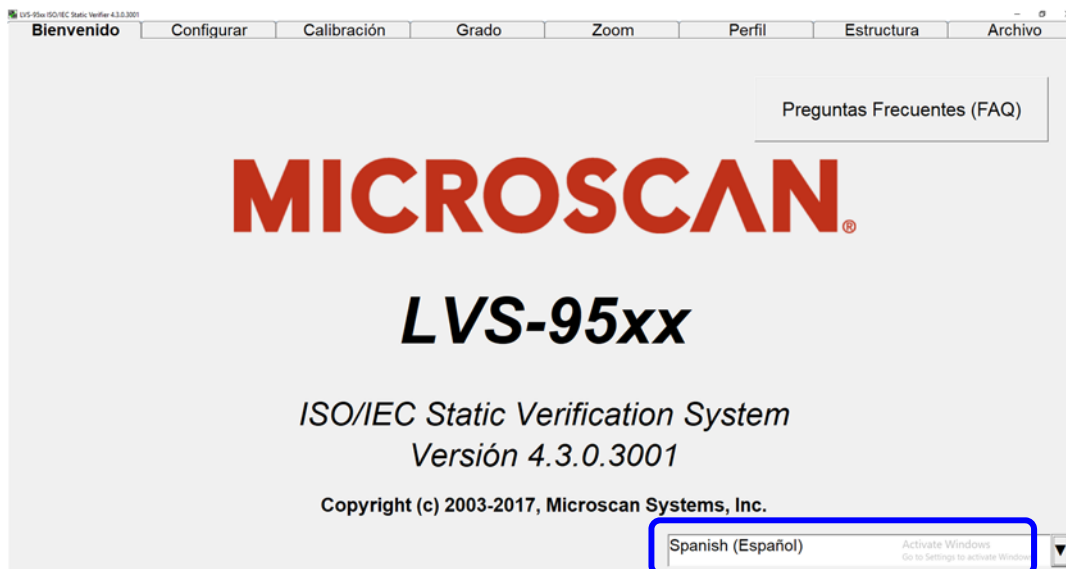 LVS-95xx ISO/IEC Static Verifier 4.3.0.3001
Bienvenido Configurar Calibración Grado Zoom Perfil Estructura Archivo
Preguntas Frecuentes (FAQ)
MICROSCAN®
LVS-95xx
ISO/IEC Static Verification System
Versión 4.3.0.3001
Copyright (c) 2003-2017, Microscan Systems, Inc.
Spanish (Español)
Activate Windows
Go to Settings to activate Windows